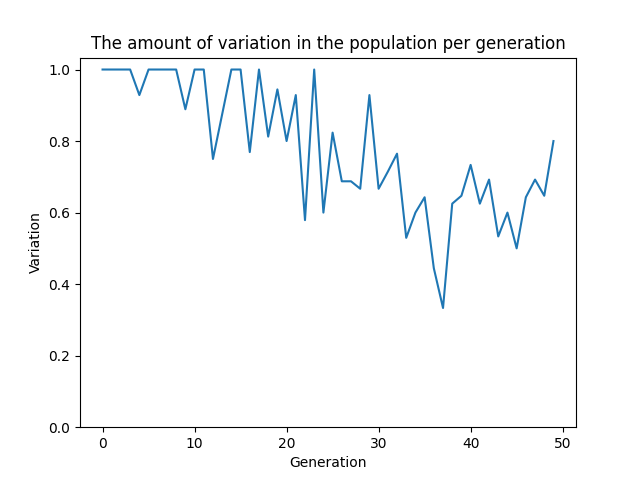 The amount of variation in the population per generation
1.0
0.8
0.6
0.4
0.2
0.0
Variation
0 10 20 30 40 50
Generation